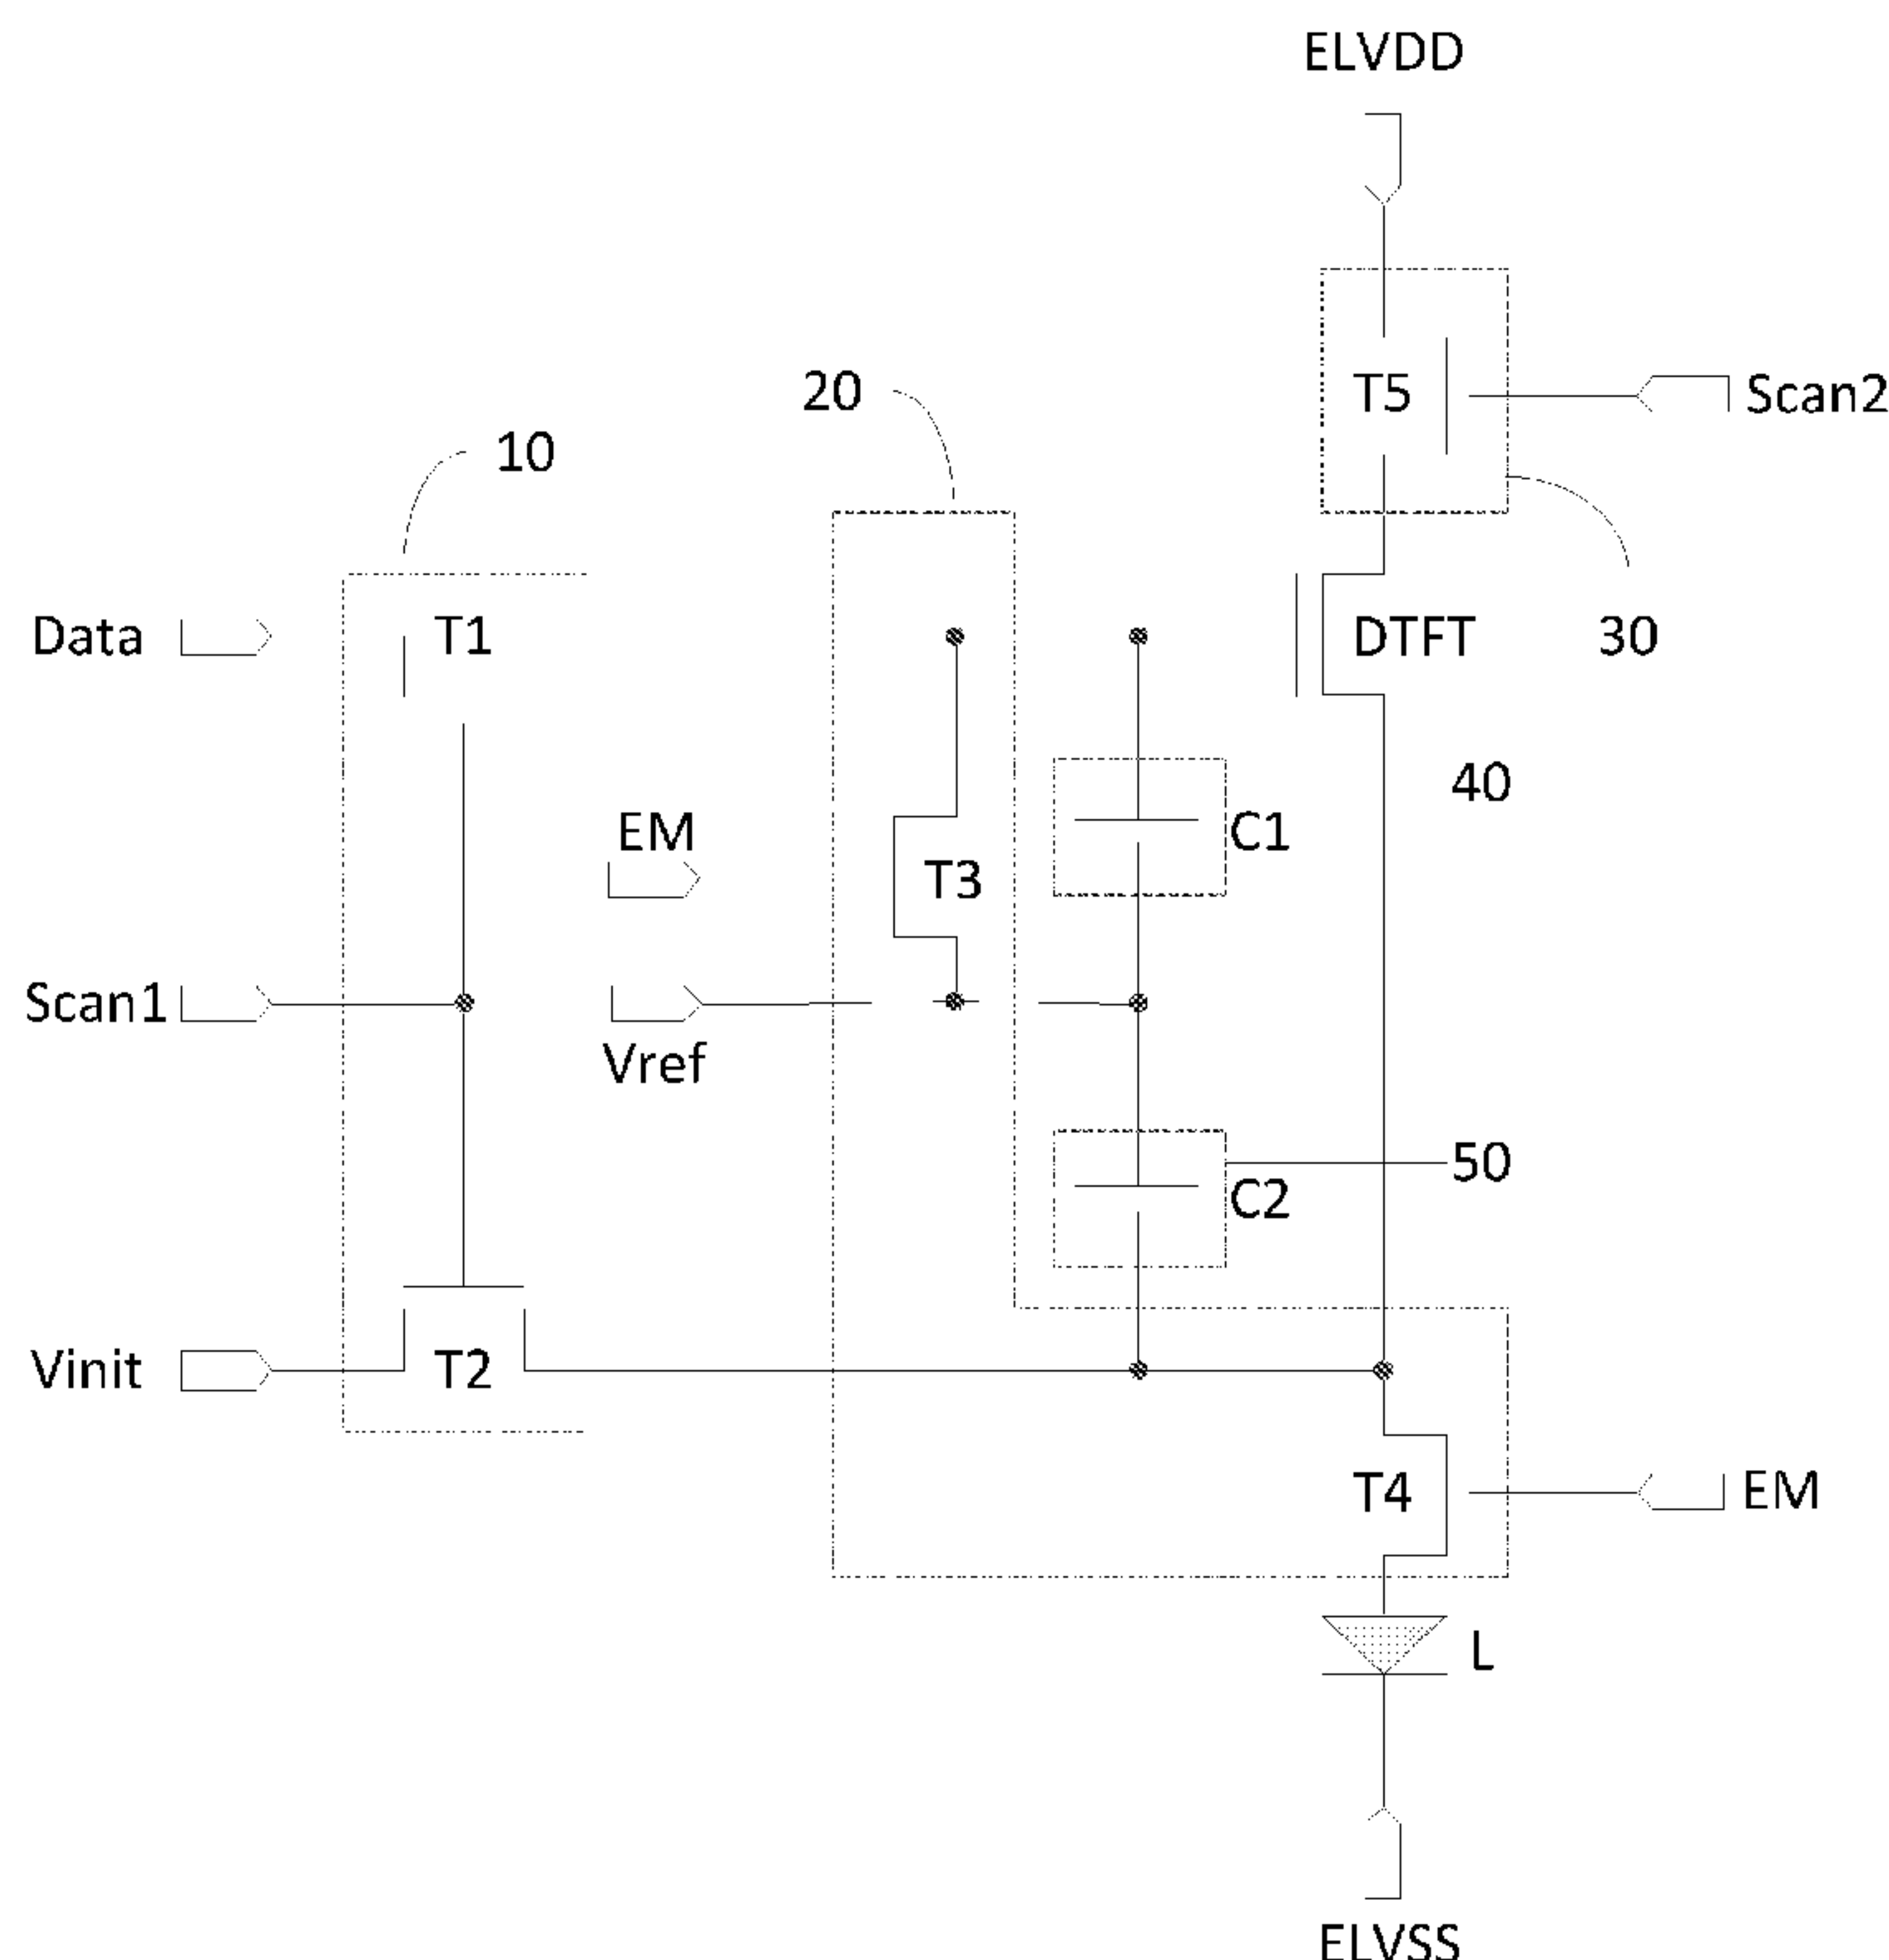 ELVDD
20
T5
Scan2
10
Data
T1
DTFT
30
40
EM
C1
T3
Scan1
Vref
50
C2
Vinit
T2
T4
EM
L
ELVSS